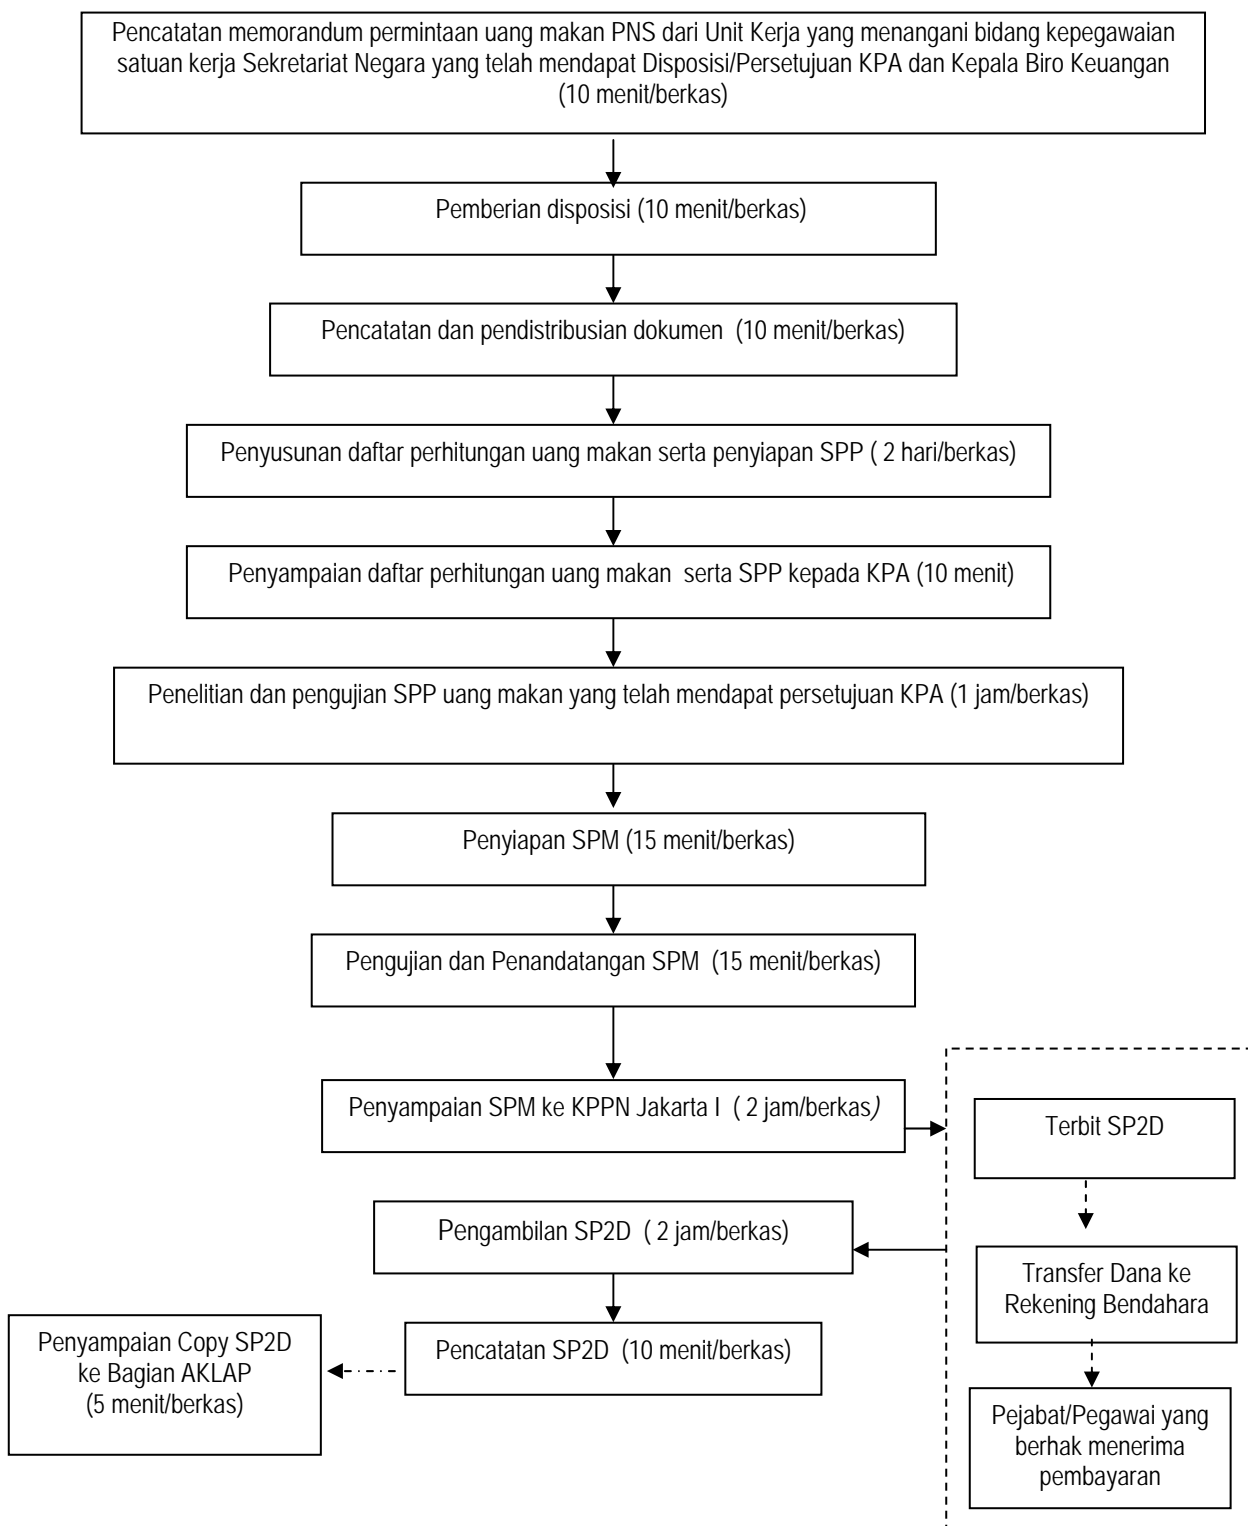 Pencatatan memorandum permintaan uang makan PNS dari Unit Kerja yang menangani bidang kepegawaian
satuan kerja Sekretariat Negara yang telah mendapat Disposisi/Persetujuan KPA dan Kepala Biro Keuangan
(10 menit/berkas)
Pemberian disposisi (10 menit/berkas)
Pencatatan dan pendistribusian dokumen (10 menit/berkas)
Penyusunan daftar perhitungan uang makan serta penyiapan SPP ( 2 hari/berkas)
Penyampaian daftar perhitungan uang makan serta SPP kepada KPA (10 menit)
Penelitian dan pengujian SPP uang makan yang telah mendapat persetujuan KPA (1 jam/berkas)
Penyiapan SPM (15 menit/berkas)
Pengujian dan Penandatangan SPM (15 menit/berkas)
Penyampaian SPM ke KPPN Jakarta I ( 2 jam/berkas)
Terbit SP2D
Transfer Dana ke
Rekening Bendahara
Pejabat/Pegawai yang
berhak menerima
pembayaran
Pengambilan SP2D ( 2 jam/berkas)
Pencatatan SP2D (10 menit/berkas)
Penyampaian Copy SP2D
ke Bagian AKLAP
(5 menit/berkas)